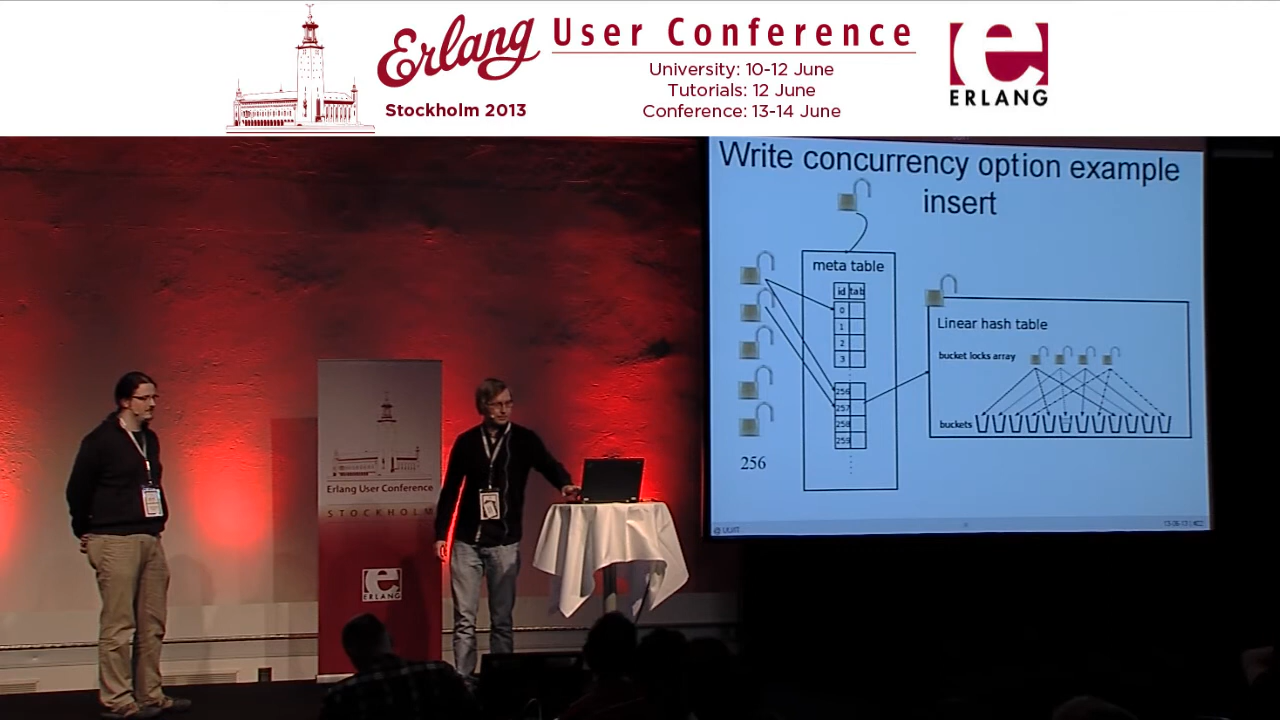 Erlang User Conference
Stockholm 2013
University: 10-12 June
Tutorials: 12 June
Conference: 13-14 June
e
ERLANG
Write concurrency option example
insert
meta table
id tab
0
1
2
3
256
257
258
259
256
Linear hash table
bucket locks array
buckets
Erlang User Conference
STOCKHOLM
e
ERLANG